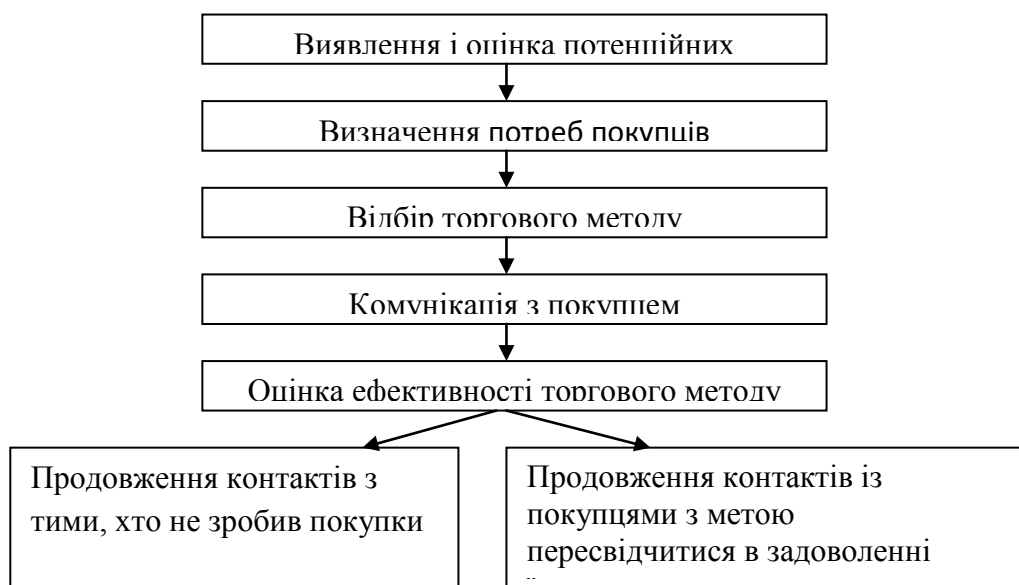 Виявлення і оцінка потенційних
Визначення потреб покупців
Відбір торгового методу
Комунікація з покупцем
Оцінка ефективності торгового методу
Продовження контактів з
тими, хто не зробив покупки
Продовження контактів із
покупцями з метою
пересвідчитися в задоволенні